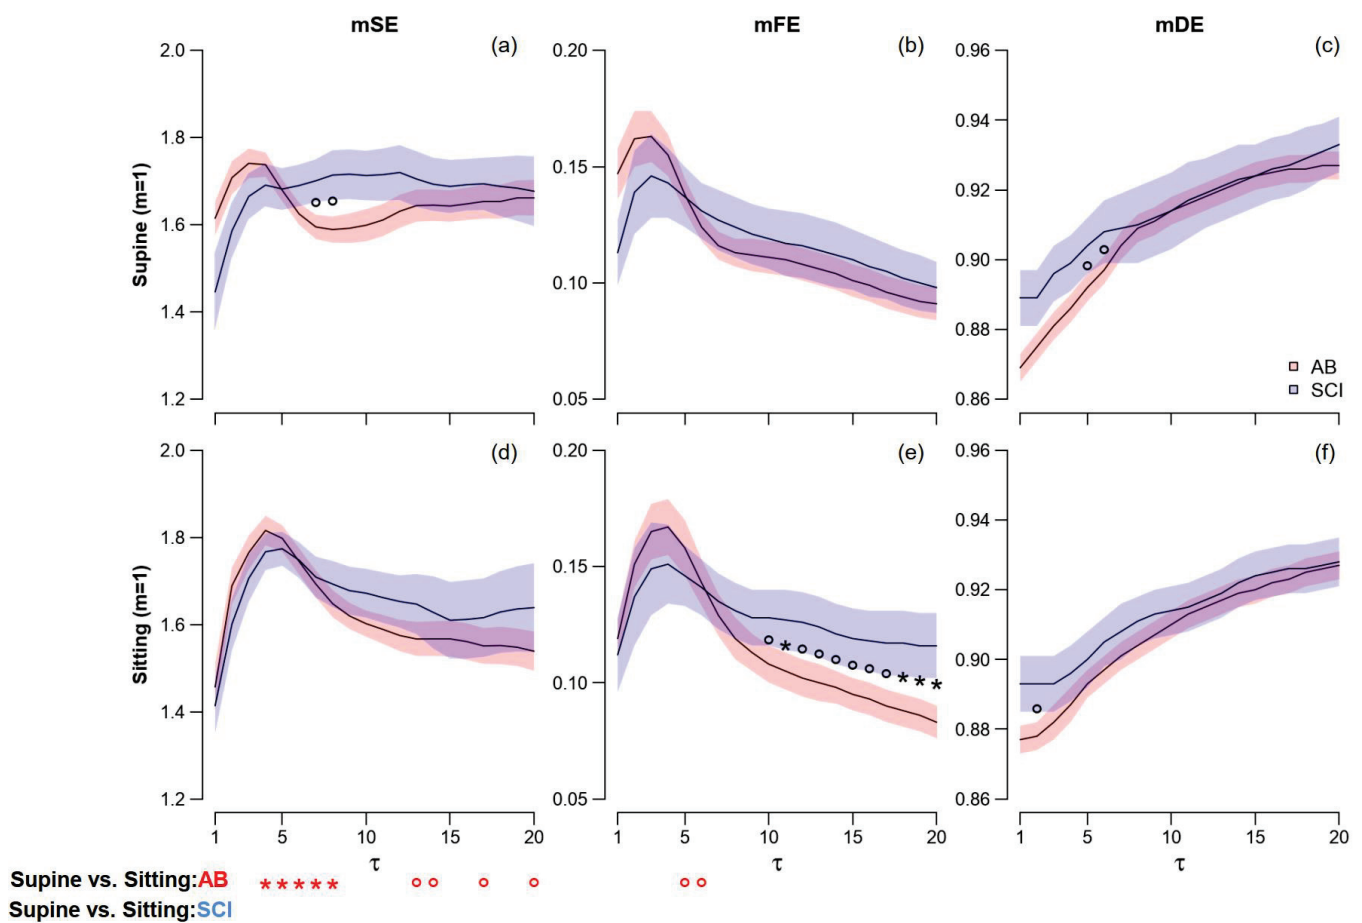 mSE mFE mDE
(a) (b) (c)
Supine (m=1)
2.0 1.8 1.6 1.4 1.2
0.20 0.15 0.10 0.05
0.96 0.94 0.92 0.90 0.88 0.86
AB
SCI
(d) (e) (f)
Sitting (m=1)
2.0 1.8 1.6 1.4 1.2
0.20 0.15 0.10 0.05
0.96 0.94 0.92 0.90 0.88 0.86
1 5 10 15 20 1 5 10 15 20 1 5 10 15 20
τ τ τ
Supine vs. Sitting:AB
Supine vs. Sitting:SCI